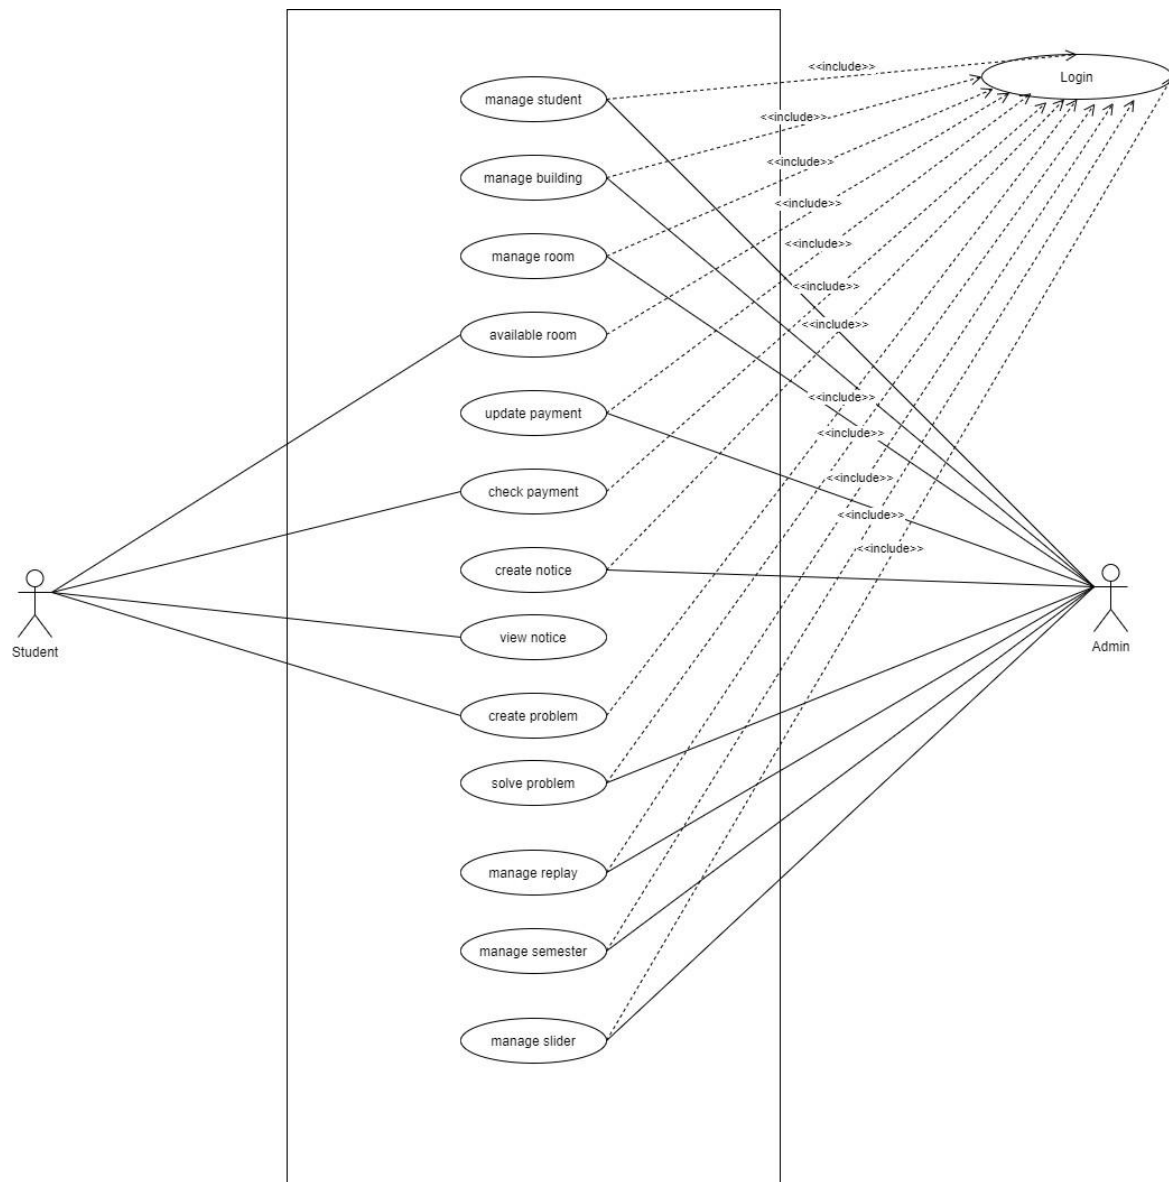 <<include>>
Login
manage student
<<include>>
manage building
<<include>>
<<include>>
manage room
<<include>>
<<include>>
available room
<<include>>
update payment
<<include>>
<<include>>
check payment
<<include>>
<<include>>
<<include>>
create notice
view notice
Student
Admin
create problem
solve problem
manage replay
manage semester
manage slider